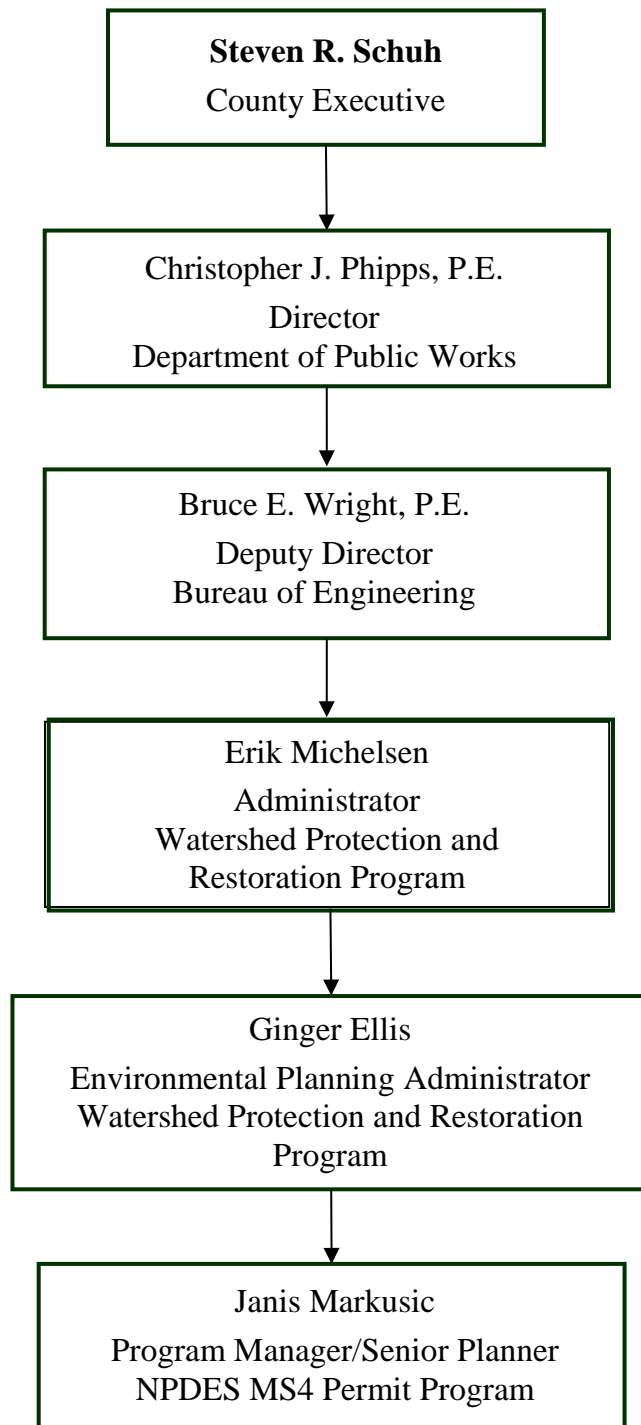 Steven R. Schuh
County Executive
Christopher J. Phipps, P.E.
Director
Department of Public Works
Bruce E. Wright, P.E.
Deputy Director
Bureau of Engineering
Erik Michelsen
Administrator
Watershed Protection and
Restoration Program
Ginger Ellis
Environmental Planning Administrator
Watershed Protection and Restoration
Program
Janis Markusic
Program Manager/Senior Planner
NPDES MS4 Permit Program